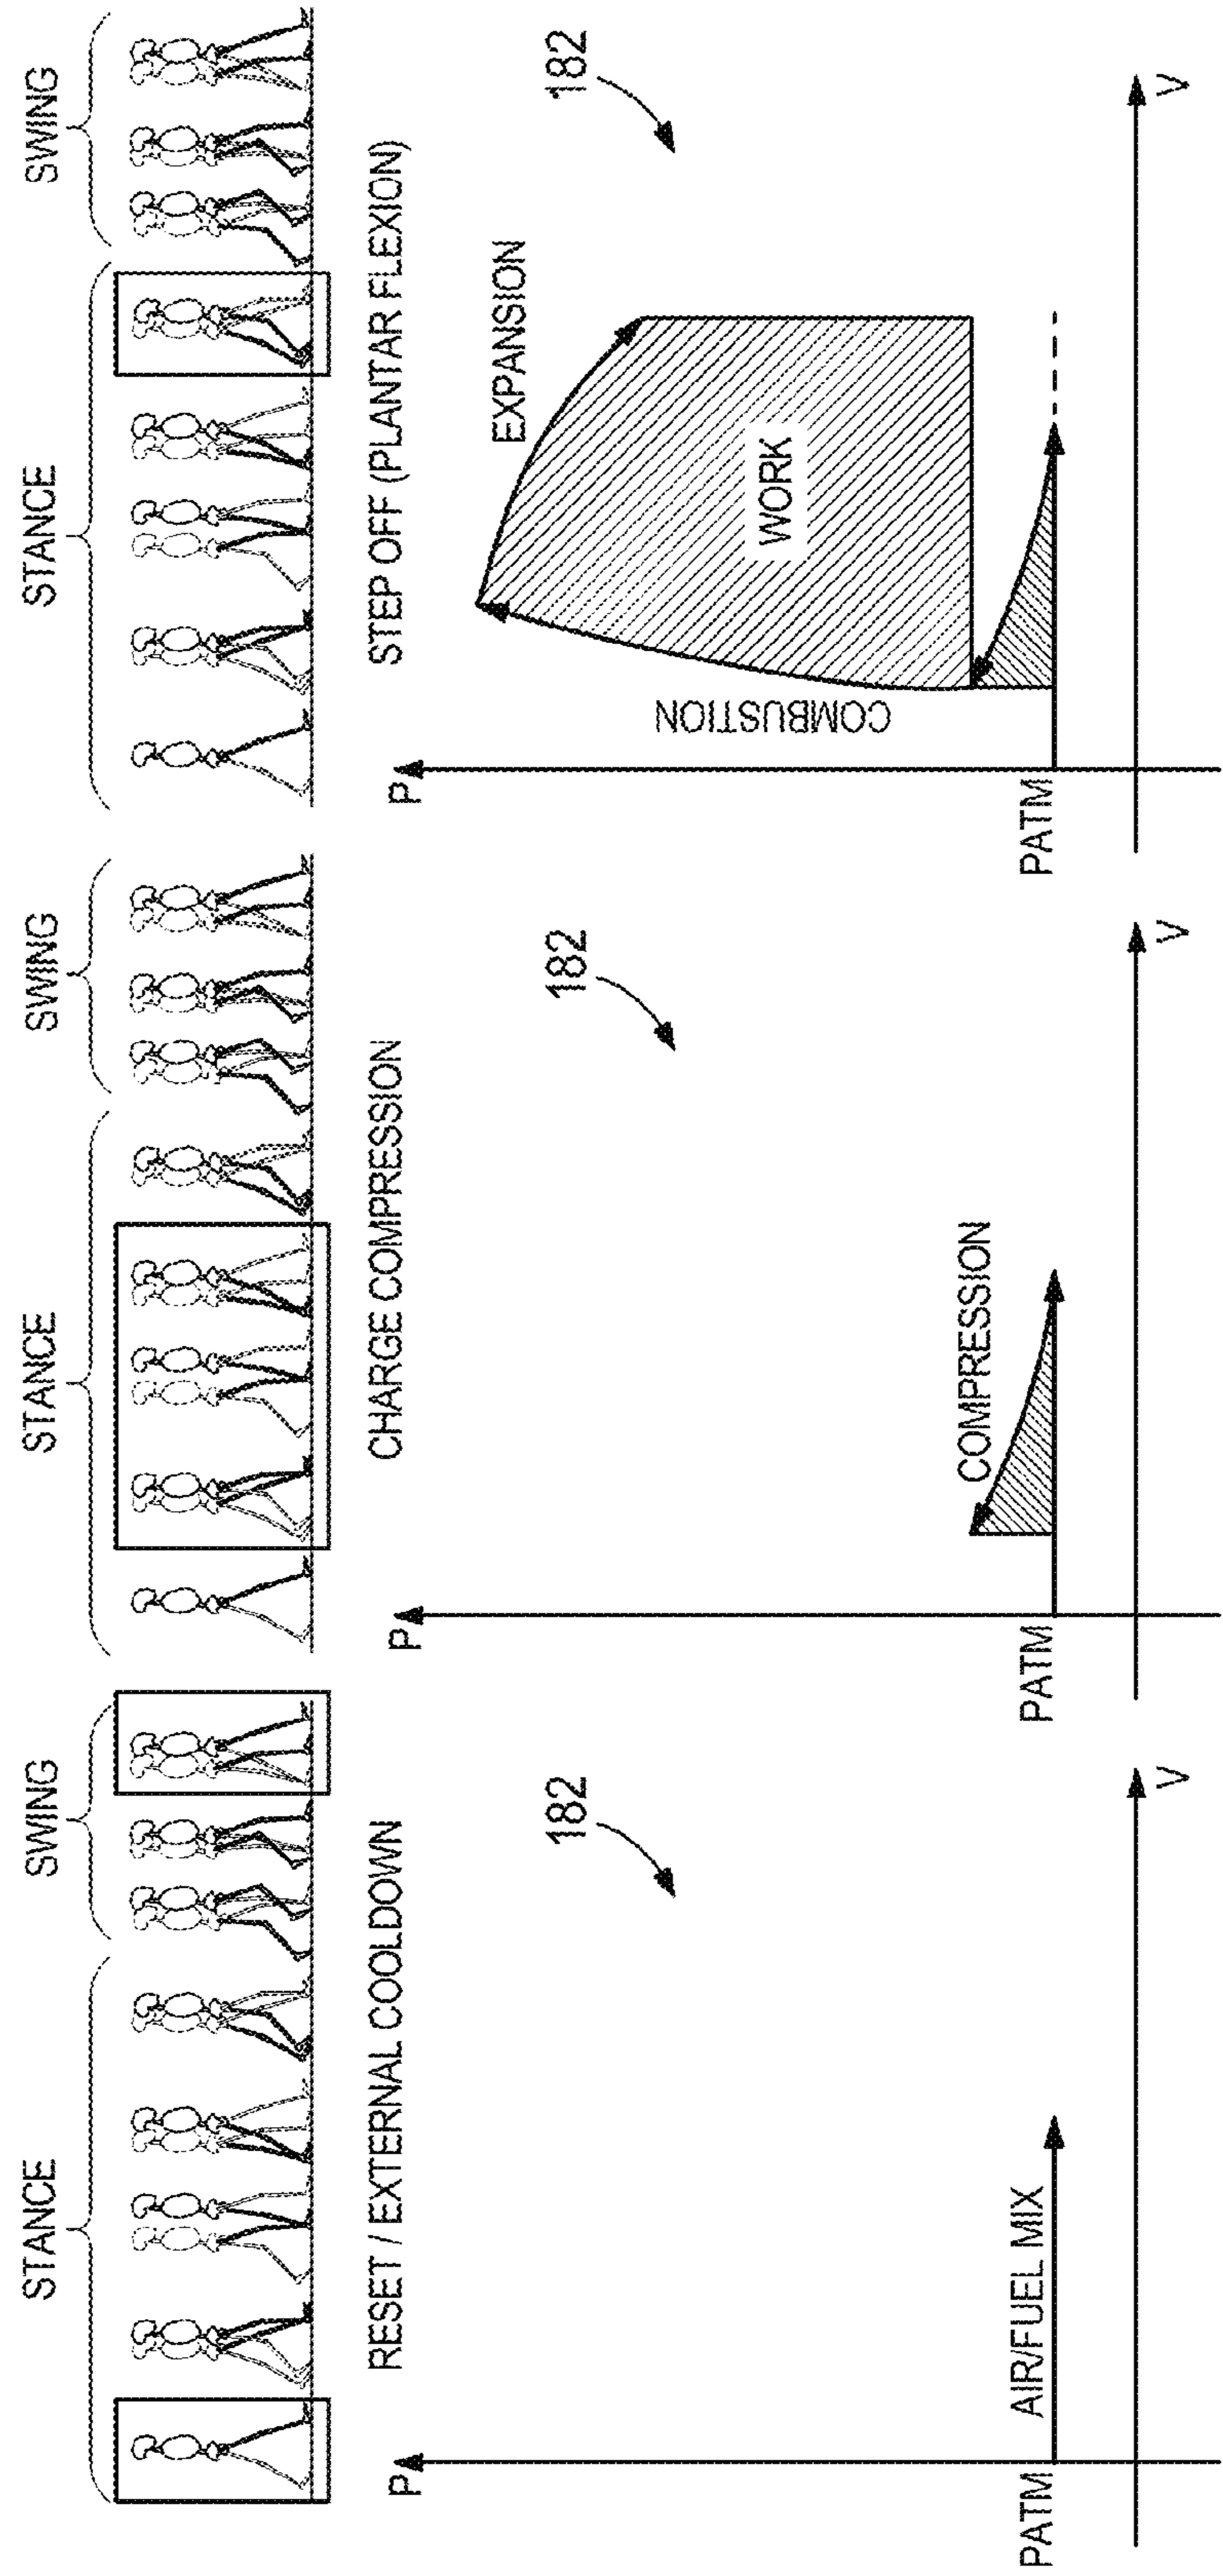 STANCE
SWING
RESET / EXTERNAL COOLDOWN
182
P
AIR/FUEL MIX
PATM
V
STANCE
SWING
CHARGE COMPRESSION
182
P
COMPRESSION
PATM
V
STANCE
SWING
STEP OFF (PLANTAR FLEXION)
182
P
EXPANSION
COMBUSTION
WORK
PATM
V